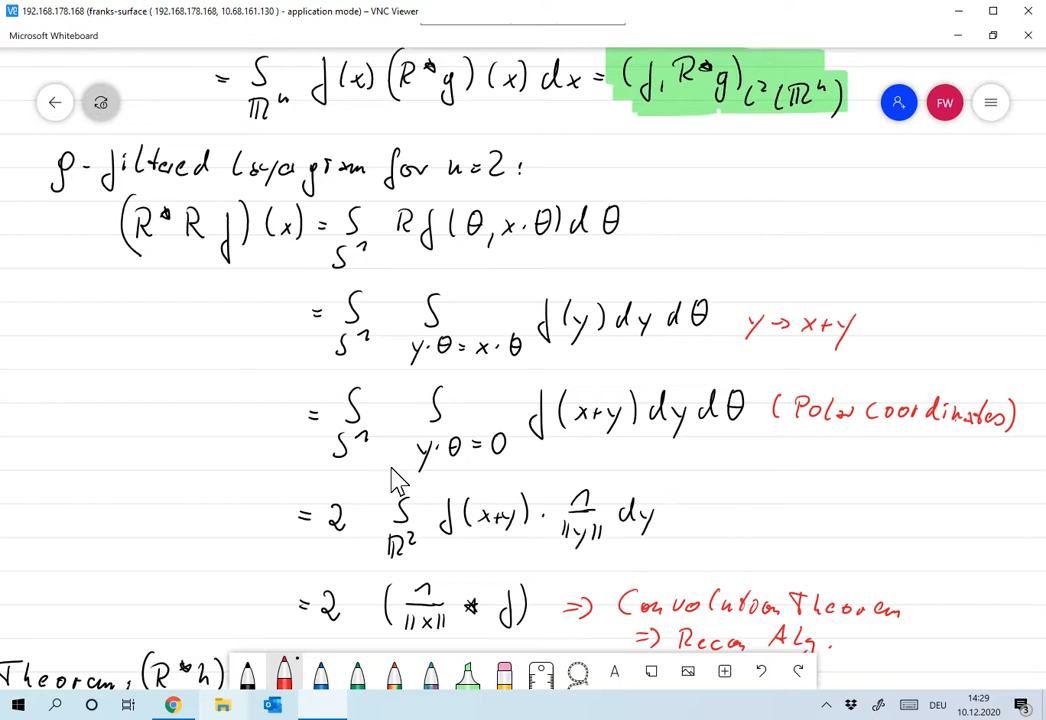 192.168.178.168 (franks-surface ( 192.168.178.168, 10.68.161.130 ) - application mode) – VNC Viewer
Microsoft Whiteboard
= ∫_{ℝⁿ} f(x) (R*g)(x) dx = (f, R*g)_{L²(ℝⁿ)}
FW
ρ-filtered Layergram for n=2:
(R*R f)(x) = ∫_{S¹} Rf(θ, x·θ) dθ
= ∫_{S¹} ∫_{y·θ = x·θ} f(y) dy dθ y → x+y
= ∫_{S¹} ∫_{y·θ = 0} f(x+y) dy dθ (Polar coordinates)
= 2 ∫_{ℝ²} f(x+y) · 1/||y|| dy
= 2 (1/||x|| * f) ⇒ Convolution Theorem
⇒ Recon Alg.
Theorem: (R*h)
A
DEU
14:29
10.12.2020
3